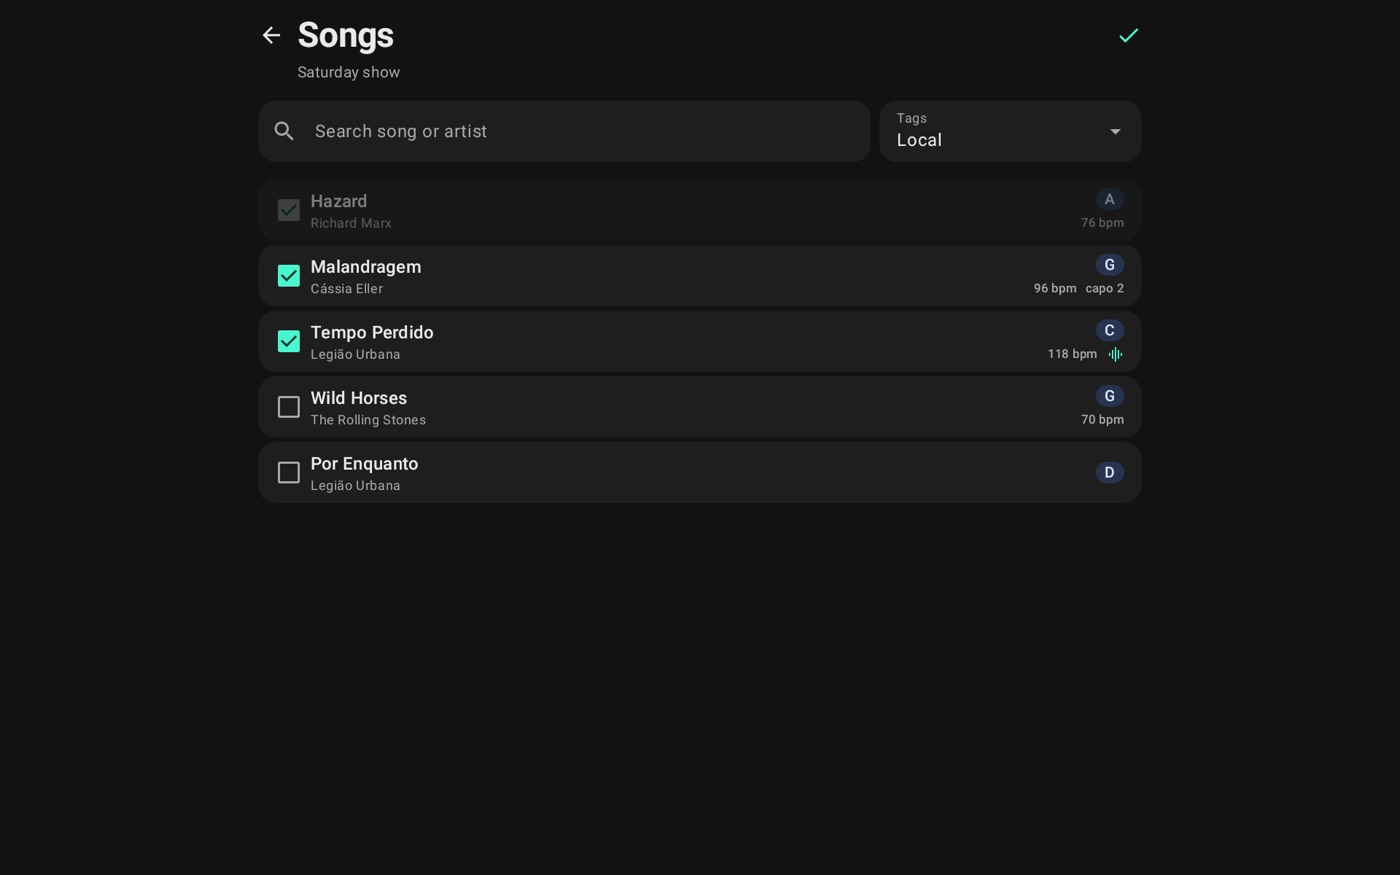 Songs
Saturday show
Search song or artist
Tags
Local
Hazard
Richard Marx
A
76 bpm
Malandragem
Cássia Eller
G
96 bpm capo 2
Tempo Perdido
Legião Urbana
C
118 bpm
Wild Horses
The Rolling Stones
G
70 bpm
Por Enquanto
Legião Urbana
D